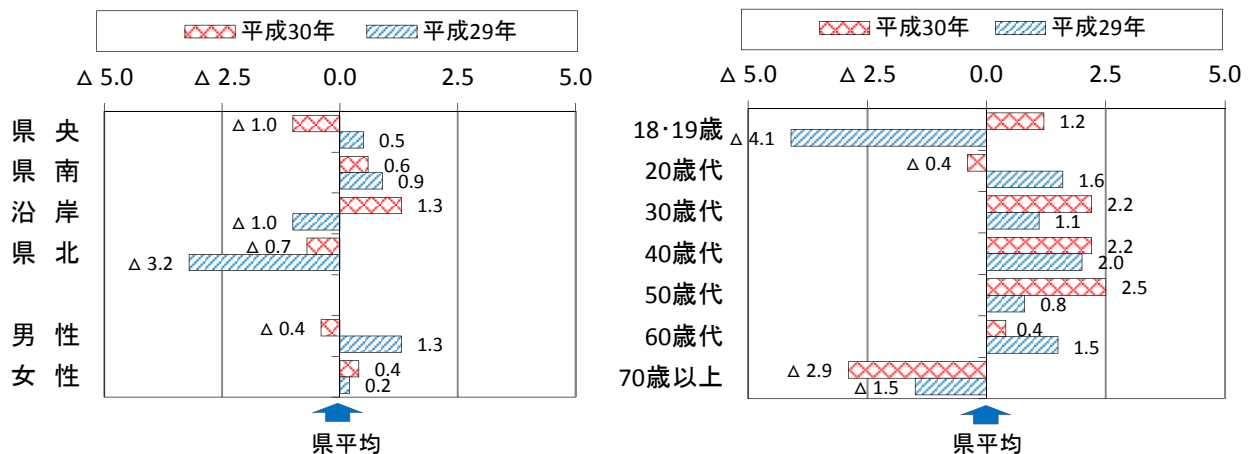 平成30年 平成29年
△ 5.0 △ 2.5 0.0 2.5 5.0
県 央 △ 1.0 0.5
県 南 0.6 0.9
沿 岸 1.3 △ 1.0
県 北 △ 0.7 △ 3.2
男 性 △ 0.4 1.3
女 性 0.4 0.2
県平均
平成30年 平成29年
△ 5.0 △ 2.5 0.0 2.5 5.0
18･19歳 1.2 △ 4.1
20歳代 △ 0.4 1.6
30歳代 2.2 1.1
40歳代 2.2 2.0
50歳代 2.5 0.8
60歳代 0.4 1.5
70歳以上 △ 2.9 △ 1.5
県平均